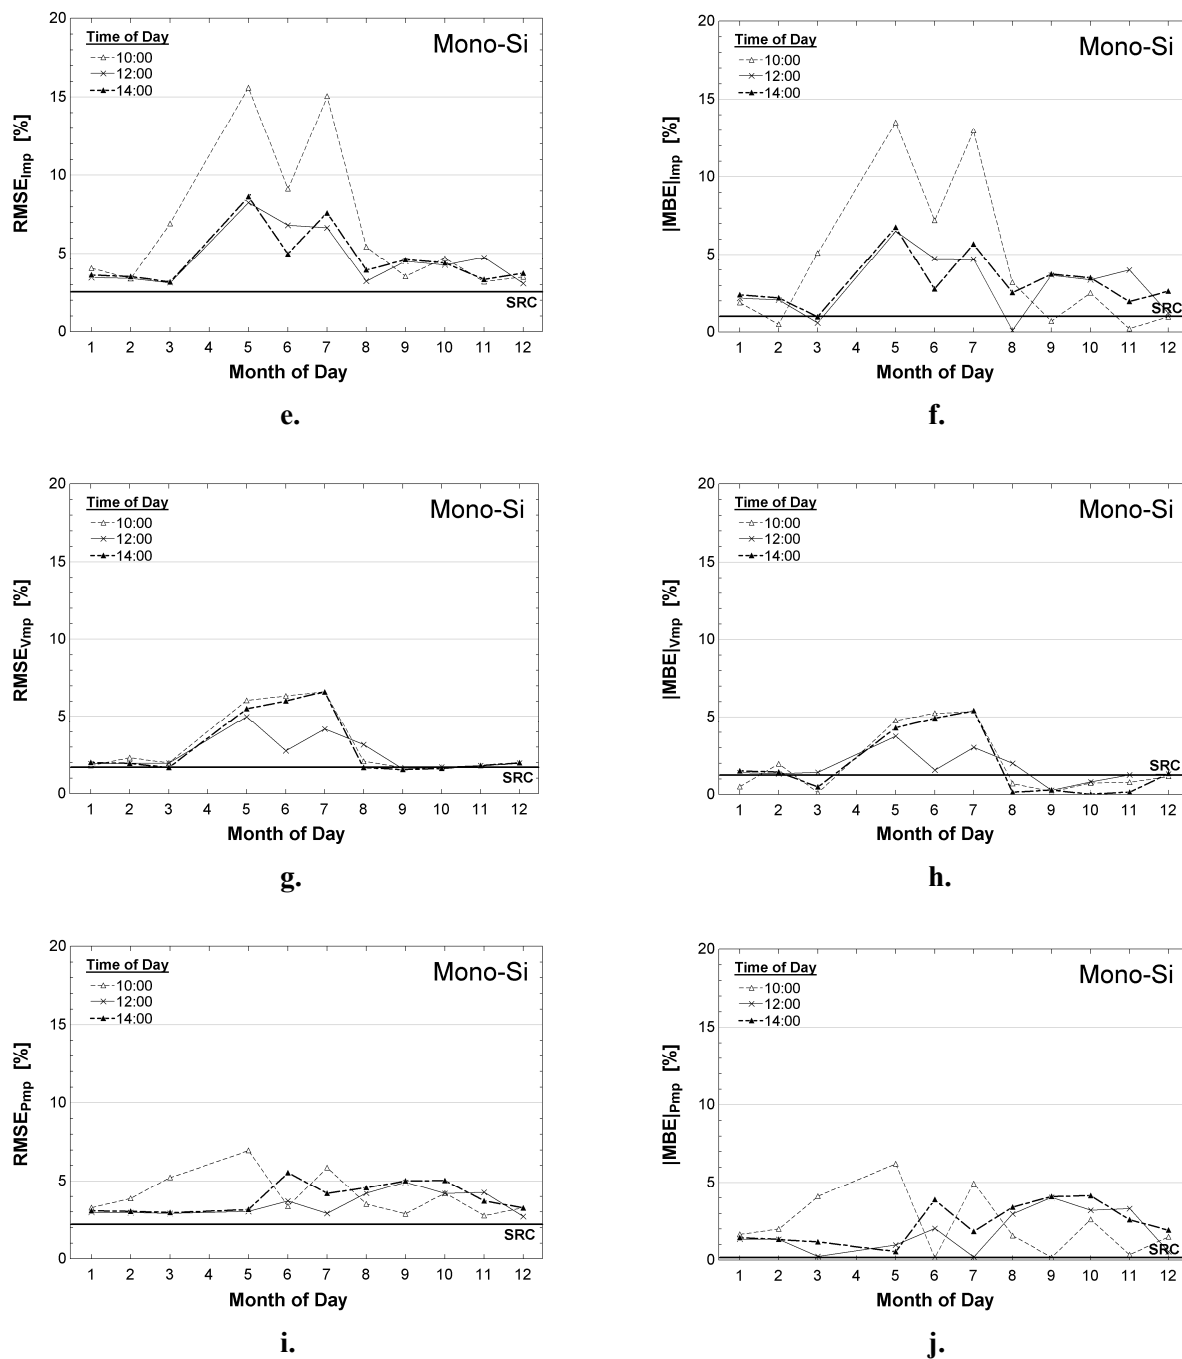 20
15
10
5
0
RMSE_Imp [%]
Time of Day
10:00
12:00
14:00
Mono-Si
SRC
1 2 3 4 5 6 7 8 9 10 11 12
Month of Day
e.
20
15
10
5
0
|MBE|_Imp [%]
Time of Day
10:00
12:00
14:00
Mono-Si
SRC
1 2 3 4 5 6 7 8 9 10 11 12
Month of Day
f.
20
15
10
5
0
RMSE_Vmp [%]
Time of Day
10:00
12:00
14:00
Mono-Si
SRC
1 2 3 4 5 6 7 8 9 10 11 12
Month of Day
g.
20
15
10
5
0
|MBE|_Vmp [%]
Time of Day
10:00
12:00
14:00
Mono-Si
SRC
1 2 3 4 5 6 7 8 9 10 11 12
Month of Day
h.
20
15
10
5
0
RMSE_Pmp [%]
Time of Day
10:00
12:00
14:00
Mono-Si
SRC
1 2 3 4 5 6 7 8 9 10 11 12
Month of Day
i.
20
15
10
5
0
|MBE|_Pmp [%]
Time of Day
10:00
12:00
14:00
Mono-Si
SRC
1 2 3 4 5 6 7 8 9 10 11 12
Month of Day
j.